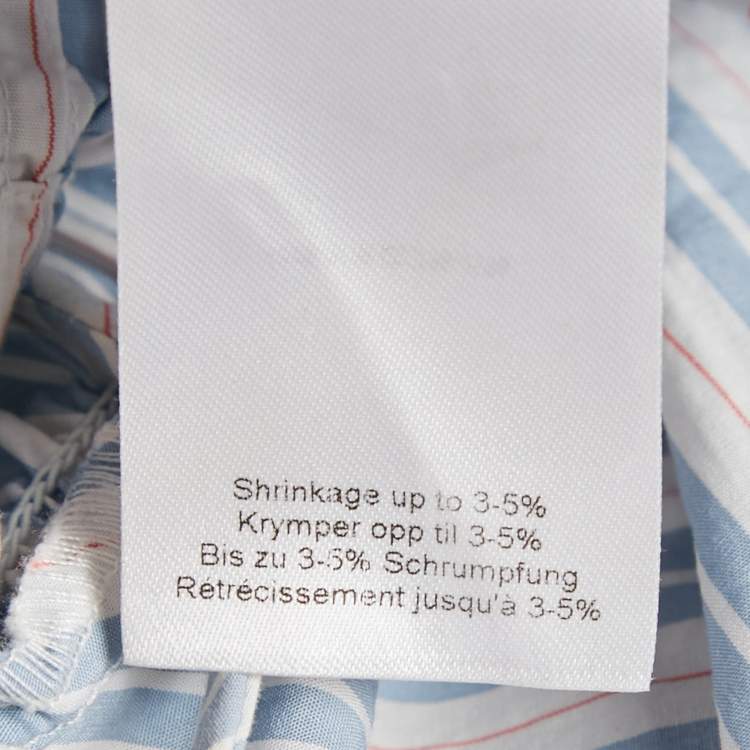 Shrinkage up to 3-5%
Krymper opp til 3-5%
Bis zu 3-5% Schrumpfung
Rétrécissement jusqu'à 3-5%